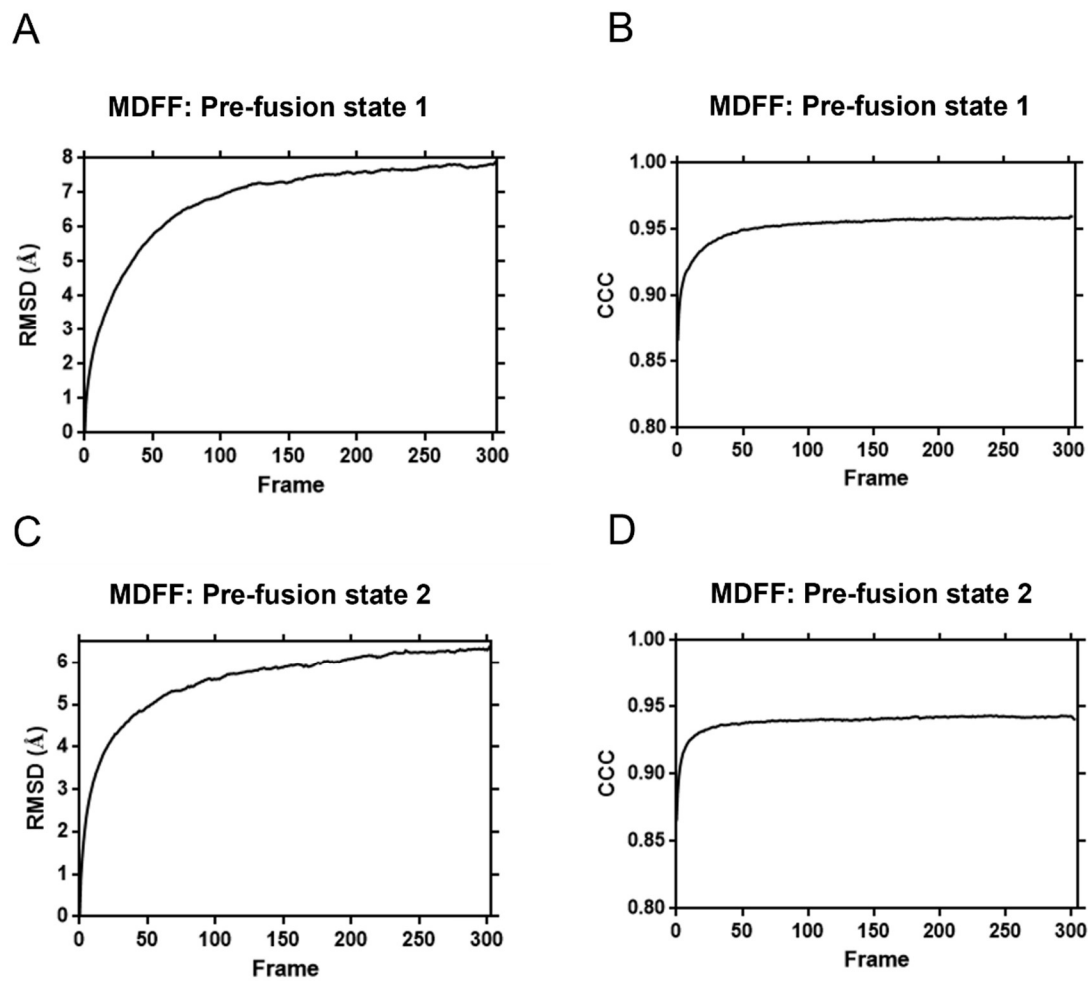 A
MDFF: Pre-fusion state 1
RMSD (Å)
8
7
6
5
4
3
2
1
0
0 50 100 150 200 250 300
Frame
B
MDFF: Pre-fusion state 1
CCC
1.00
0.95
0.90
0.85
0.80
0 50 100 150 200 250 300
Frame
C
MDFF: Pre-fusion state 2
RMSD (Å)
6
5
4
3
2
1
0
0 50 100 150 200 250 300
Frame
D
MDFF: Pre-fusion state 2
CCC
1.00
0.95
0.90
0.85
0.80
0 50 100 150 200 250 300
Frame